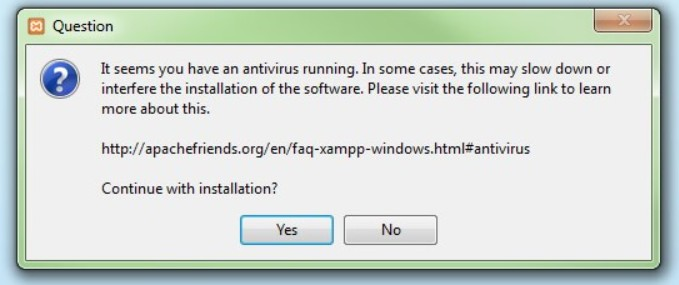 Question
It seems you have an antivirus running. In some cases, this may slow down or
interfere the installation of the software. Please visit the following link to learn
more about this.
http://apachefriends.org/en/faq-xampp-windows.html#antivirus
Continue with installation?
Yes No